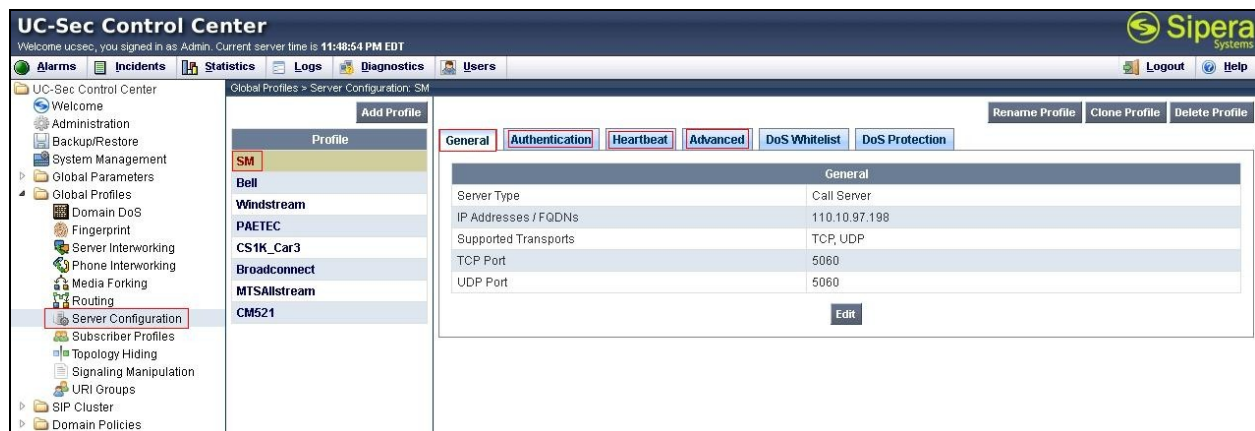 UC-Sec Control Center
Sipera
Systems
Welcome ucsec, you signed in as Admin. Current server time is 11:48:54 PM EDT
Alarms Incidents Statistics Logs Diagnostics Users Logout Help
UC-Sec Control Center
Welcome
Administration
Backup/Restore
System Management
Global Parameters
Global Profiles
Domain DoS
Fingerprint
Server Interworking
Phone Interworking
Media Forking
Routing
Server Configuration
Subscriber Profiles
Topology Hiding
Signaling Manipulation
URI Groups
SIP Cluster
Domain Policies
Global Profiles > Server Configuration: SM
Add Profile
Profile
SM
Bell
Windstream
PAETEC
CS1K_Car3
Broadconnect
MTSAllstream
CM521
Rename Profile Clone Profile Delete Profile
General Authentication Heartbeat Advanced DoS Whitelist DoS Protection
General
Server Type Call Server
IP Addresses / FQDNs 110.10.97.198
Supported Transports TCP, UDP
TCP Port 5060
UDP Port 5060
Edit